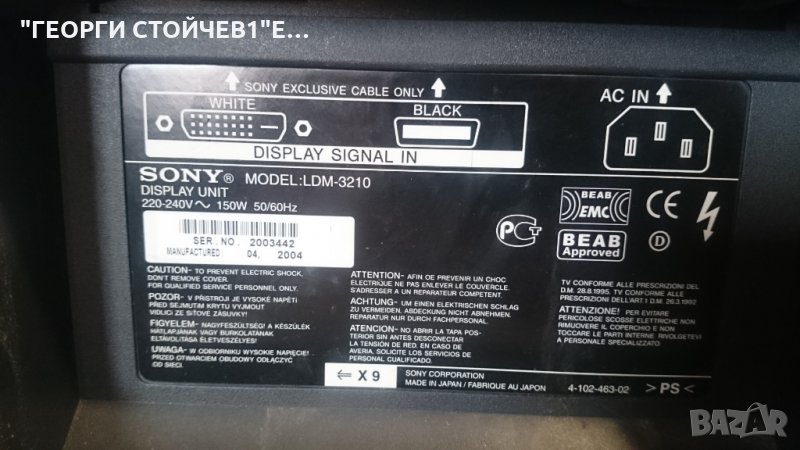 "ГЕОРГИ СТОЙЧЕВ1"Е...
SONY EXCLUSIVE CABLE ONLY
WHITE
BLACK
AC IN
DISPLAY SIGNAL IN
SONY® MODEL:LDM-3210
DISPLAY UNIT
220-240V~ 150W 50/60Hz
SER. NO. 2003442
MANUFACTURED 04, 2004
BEAB
EMC
CE
BEAB
Approved
D
CAUTION- TO PREVENT ELECTRIC SHOCK,
DON'T REMOVE COVER.
FOR QUALIFIED SERVICE PERSONNEL ONLY.
POZOR- V PŘÍSTROJI JE VYSOKÉ NAPĚTÍ
PŘED SEJMUTÍM KRYTU VYJMOUT
VIDLICI ZE SÍŤOVÉ ZÁSUVKY!
FIGYELEM- NAGYFESZÜLTSÉG! A KÉSZÜLÉK
HÁTLAPJÁNAK VAGY BURKOLATÁNAK
ELTÁVOLÍTÁSA ÉLETVESZÉLYES!
UWAGA- W ODBIORNIKU WYSOKIE NAPIĘCIE!
PRZED OTWARCIEM OBUDOWY ODŁĄCZYĆ
OD SIECI.
ATTENTION- AFIN DE PREVENIR UN CHOC
ELECTRIQUE NE PAS ENLEVER LE COUVERCLE.
S'ADRESSER A UN REPARATEUR COMPETENT.
ACHTUNG- UM EINEN ELEKTRISCHEN SCHLAG
ZU VERMEIDEN, ABDECKUNG NICHT ABNEHMEN.
REPARATUR NUR DURCH FACHPERSONAL.
ATENCION- NO ABRIR LA TAPA POS-
TERIOR SIN ANTES DESCONECTAR
LA TENSIÓN DE RED. EN CASO DE
AVERIA, SOLICITE LOS SERVICIOS DE
PERSONAL CUALIFICADO.
TV CONFORME ALLE PRESCRIZIONI DEL
D.M. 28.8.1995. TV CONFORME ALLE
PRESCRIZIONI DELL'ART.1 D.M. 26.3.1992
ATTENZIONE! PER EVITARE
PERICOLOSE SCOSSE ELETTRICHE NON
RIMUOVERE IL COPERCHIO E NON
TOCCARE LE PARTI INTERNE. RIVOLGETEVI
A PERSONALE SPECIALIZZATO.
⇐ X 9
SONY CORPORATION
MADE IN JAPAN / FABRIQUE AU JAPON
4-102-463-02
>PS<
BAZAR